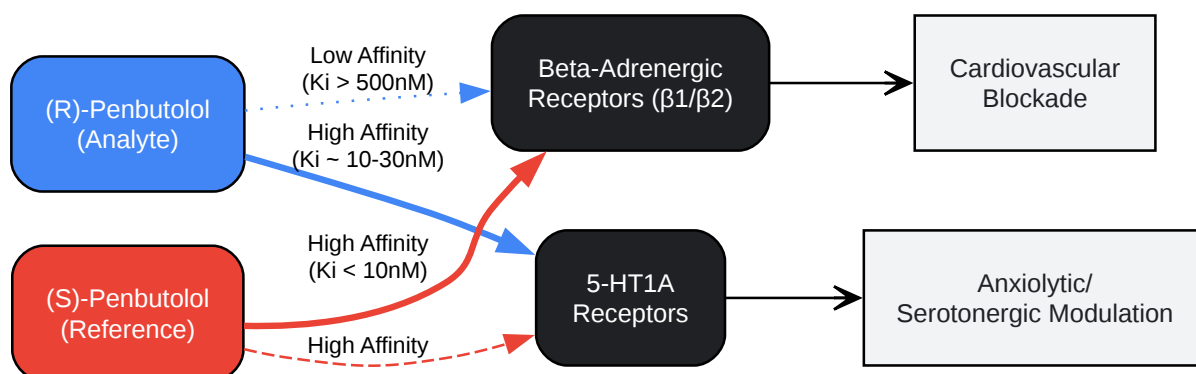 (R)-Penbutolol
(Analyte)
Low Affinity
(Ki > 500nM)
High Affinity
(Ki ~ 10-30nM)
Beta-Adrenergic
Receptors (β1/β2)
Cardiovascular
Blockade
(S)-Penbutolol
(Reference)
High Affinity
(Ki < 10nM)
High Affinity
5-HT1A
Receptors
Anxiolytic/
Serotonergic Modulation